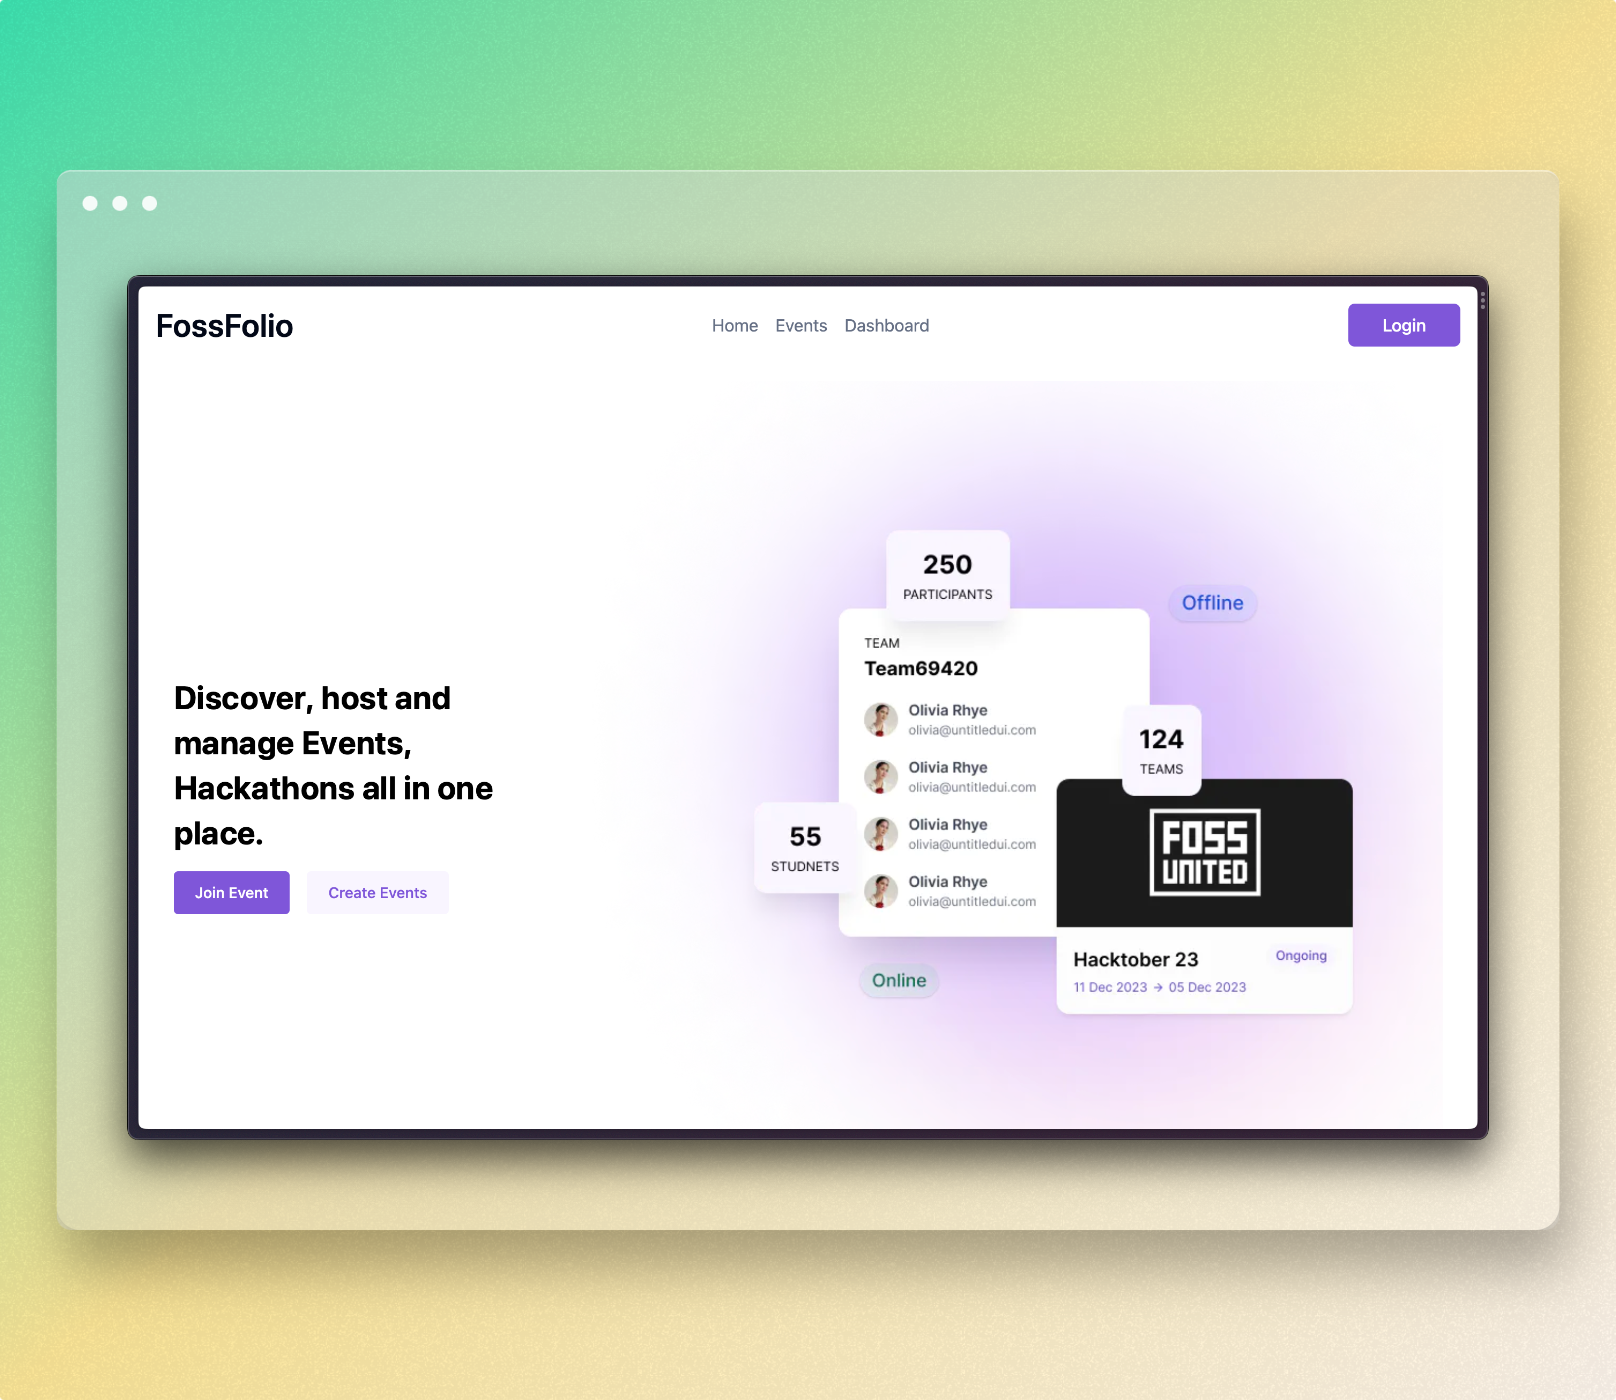 FossFolio
Home Events Dashboard
Login
Discover, host and
manage Events,
Hackathons all in one
place.
Join Event
Create Events
250
PARTICIPANTS
Offline
TEAM
Team69420
Olivia Rhye
olivia@untitledui.com
Olivia Rhye
olivia@untitledui.com
Olivia Rhye
olivia@untitledui.com
Olivia Rhye
olivia@untitledui.com
124
TEAMS
55
STUDNETS
FOSS
UNITED
Online
Hacktober 23
Ongoing
11 Dec 2023 → 05 Dec 2023